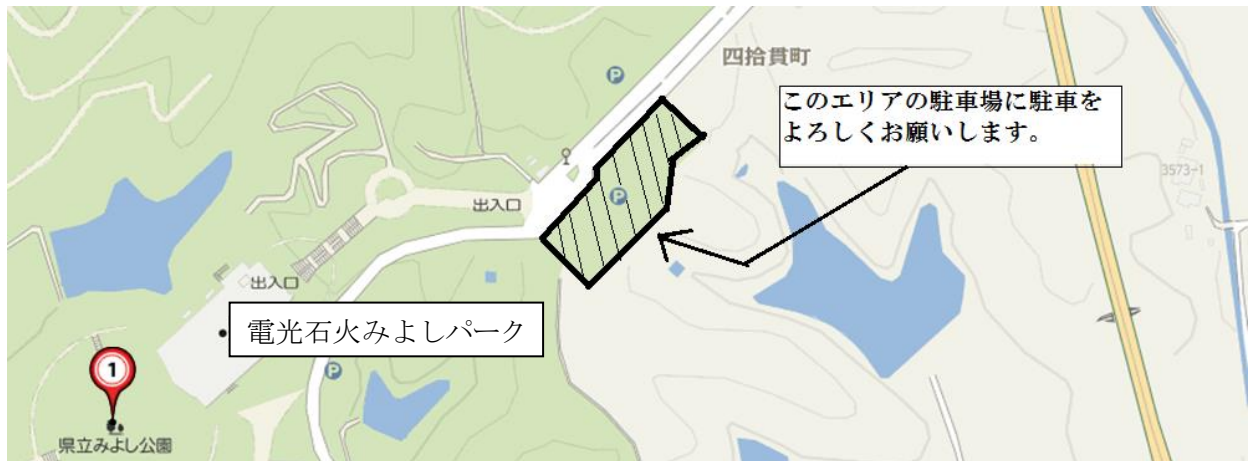 四拾貫町
P
このエリアの駐車場に駐車を
よろしくお願いします。
3573-1
P
出入口
出入口
電光石火みよしパーク
P
1
県立みよし公園